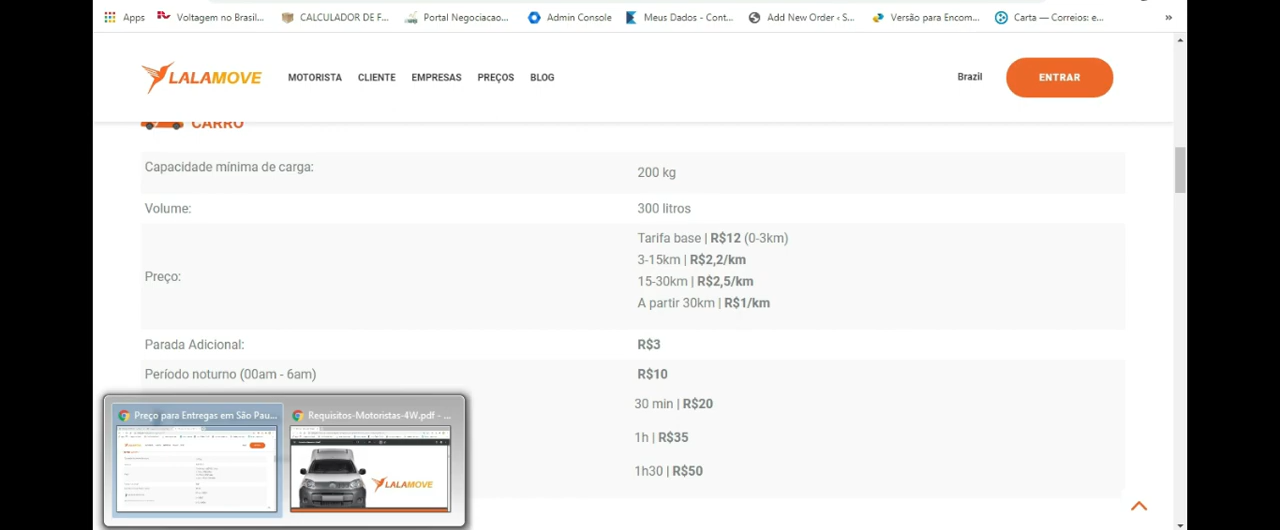 Apps
Voltagem no Brasil...
CALCULADOR DE F...
Portal Negociacao...
Admin Console
Meus Dados - Cont...
Add New Order ‹ S...
Versão para Encom...
Carta — Correios: e...
»
LALAMOVE
MOTORISTA
CLIENTE
EMPRESAS
PREÇOS
BLOG
Brazil
ENTRAR
CARRO
Capacidade mínima de carga:
200 kg
Volume:
300 litros
Preço:
Tarifa base | R$12 (0-3km)
3-15km | R$2,2/km
15-30km | R$2,5/km
A partir 30km | R$1/km
Parada Adicional:
R$3
Período noturno (00am - 6am)
R$10
30 min | R$20
1h | R$35
1h30 | R$50
Preço para Entregas em São Pau...
Requisitos-Motoristas-4W.pdf - ...
LALAMOVE